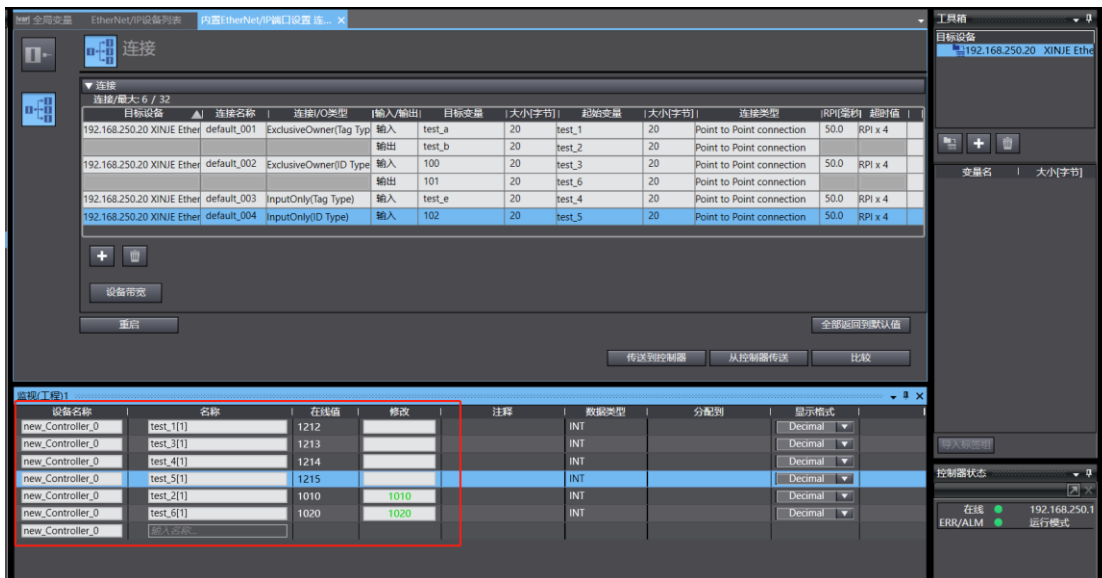 全局变量 EtherNet/IP设备列表 内置EtherNet/IP端口设置 连... × 工具箱
目标设备
连接 192.168.250.20 XINJE Ethe
▼连接
连接/最大: 6 / 32
目标设备 连接名称 连接I/O类型 输入/输出 目标变量 大小[字节] 起始变量 大小[字节] 连接类型 RPI[毫秒] 超时值
192.168.250.20 XINJE Ether default_001 ExclusiveOwner(Tag Typ 输入 test_a 20 test_1 20 Point to Point connection 50.0 RPI x 4
输出 test_b 20 test_2 20 Point to Point connection
192.168.250.20 XINJE Ether default_002 ExclusiveOwner(ID Type 输入 100 20 test_3 20 Point to Point connection 50.0 RPI x 4
输出 101 20 test_6 20 Point to Point connection
192.168.250.20 XINJE Ether default_003 InputOnly(Tag Type) 输入 test_e 20 test_4 20 Point to Point connection 50.0 RPI x 4
192.168.250.20 XINJE Ether default_004 InputOnly(ID Type) 输入 102 20 test_5 20 Point to Point connection 50.0 RPI x 4
变量名 大小[字节]
+
设备带宽
重启 全部返回到默认值
传送到控制器 从控制器传送 比较
监视(工程)1
设备名称 名称 在线值 修改 注释 数据类型 分配到 显示格式
new_Controller_0 test_1[1] 1212 INT Decimal
new_Controller_0 test_3[1] 1213 INT Decimal
new_Controller_0 test_4[1] 1214 INT Decimal
new_Controller_0 test_5[1] 1215 INT Decimal
new_Controller_0 test_2[1] 1010 1010 INT Decimal
new_Controller_0 test_6[1] 1020 1020 INT Decimal
new_Controller_0 输入名称...
导入标签组
控制器状态
在线 192.168.250.1
ERR/ALM 运行模式